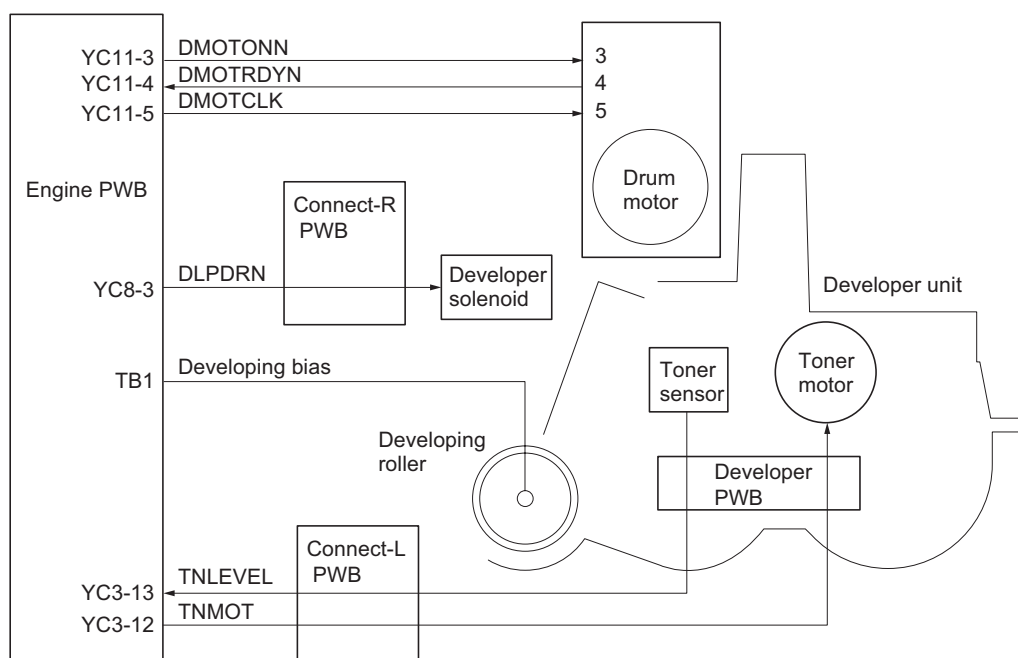 YC11-3
DMOTONN
3
YC11-4
DMOTRDYN
4
YC11-5
DMOTCLK
5
Engine PWB
Connect-R
PWB
Drum
motor
YC8-3
DLPDRN
Developer
solenoid
Developer unit
TB1
Developing bias
Toner
sensor
Toner
motor
Developing
roller
Developer
PWB
Connect-L
PWB
YC3-13
TNLEVEL
YC3-12
TNMOT